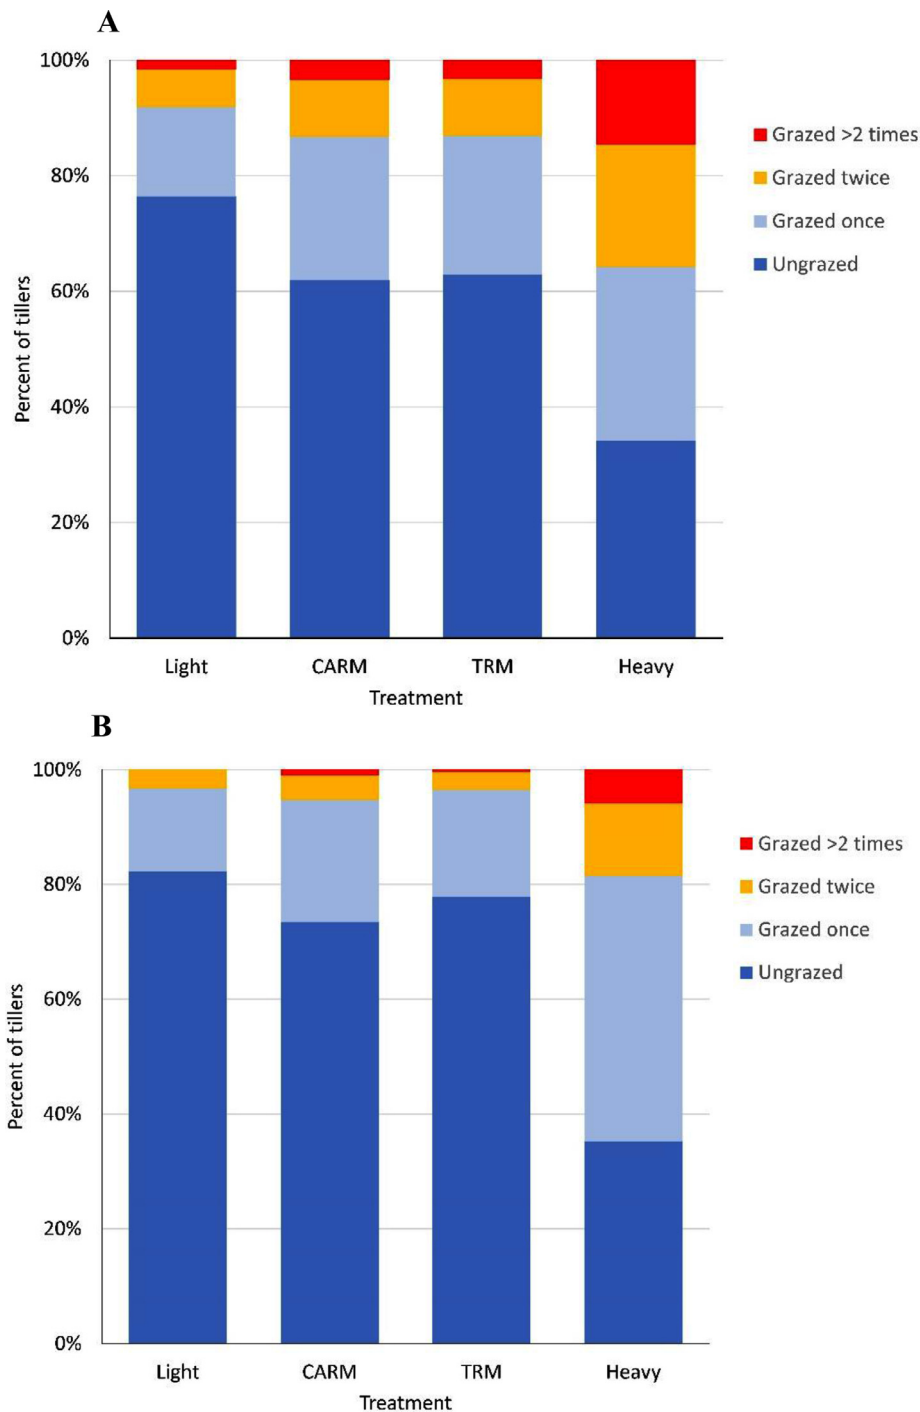 A
100%
80%
60%
40%
20%
0%
Percent of tillers
Light
CARM
TRM
Heavy
Treatment
Grazed >2 times
Grazed twice
Grazed once
Ungrazed
B
100%
80%
60%
40%
20%
0%
Percent of tillers
Light
CARM
TRM
Heavy
Treatment
Grazed >2 times
Grazed twice
Grazed once
Ungrazed